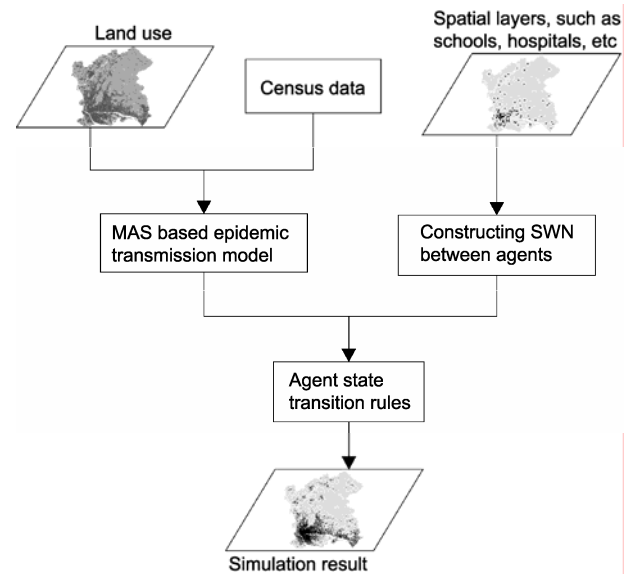 Land use
Spatial layers, such as
schools, hospitals, etc
Census data
MAS based epidemic
transmission model
Constructing SWN
between agents
Agent state
transition rules
Simulation result